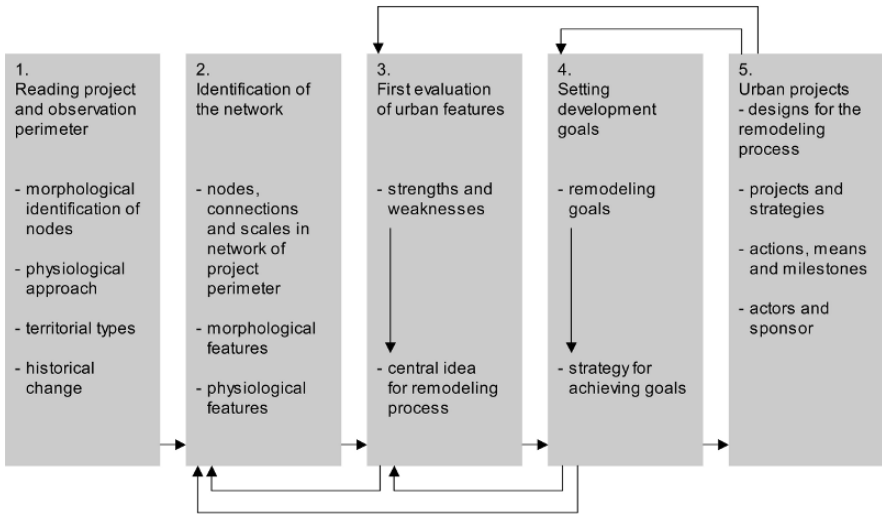 1.
Reading project
and observation
perimeter
- morphological
identification of
nodes
- physiological
approach
- territorial types
- historical
change
2.
Identification of
the network
- nodes,
connections
and scales in
network of
project
perimeter
- morphological
features
- physiological
features
3.
First evaluation
of urban features
- strengths and
weaknesses
- central idea
for remodeling
process
4.
Setting
development
goals
- remodeling
goals
- strategy for
achieving goals
5.
Urban projects
- designs for the
remodeling
process
- projects and
strategies
- actions, means
and milestones
- actors and
sponsor